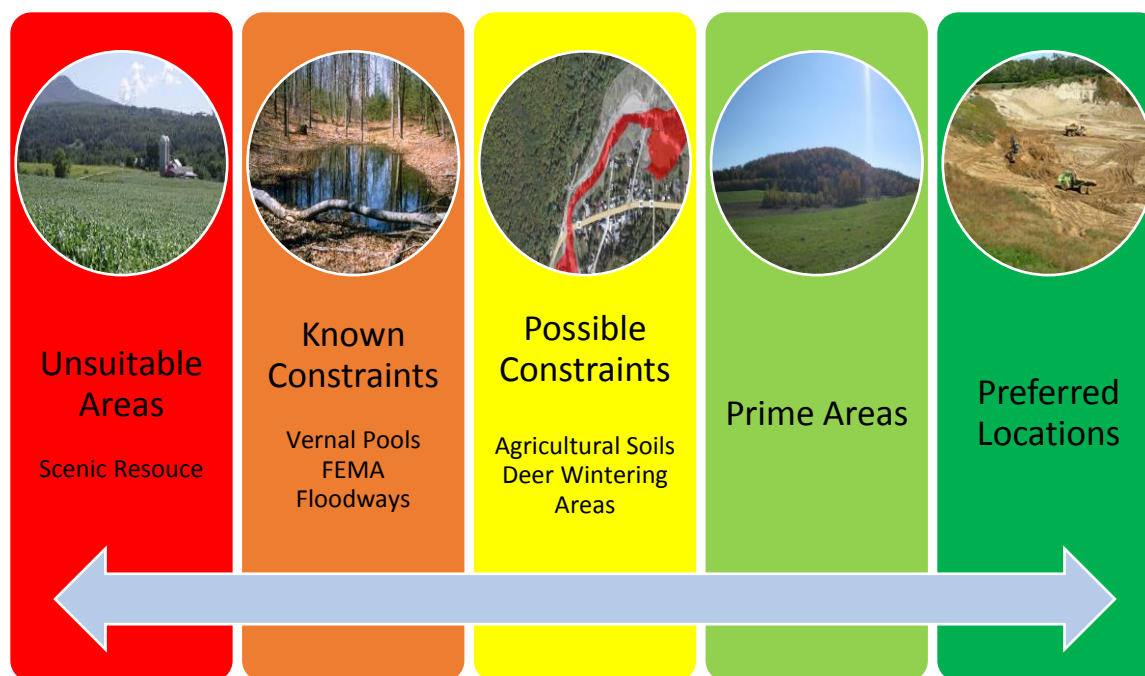 Unsuitable
Areas
Scenic Resouce
Known
Constraints
Vernal Pools
FEMA
Floodways
Possible
Constraints
Agricultural Soils
Deer Wintering
Areas
Prime Areas
Preferred
Locations